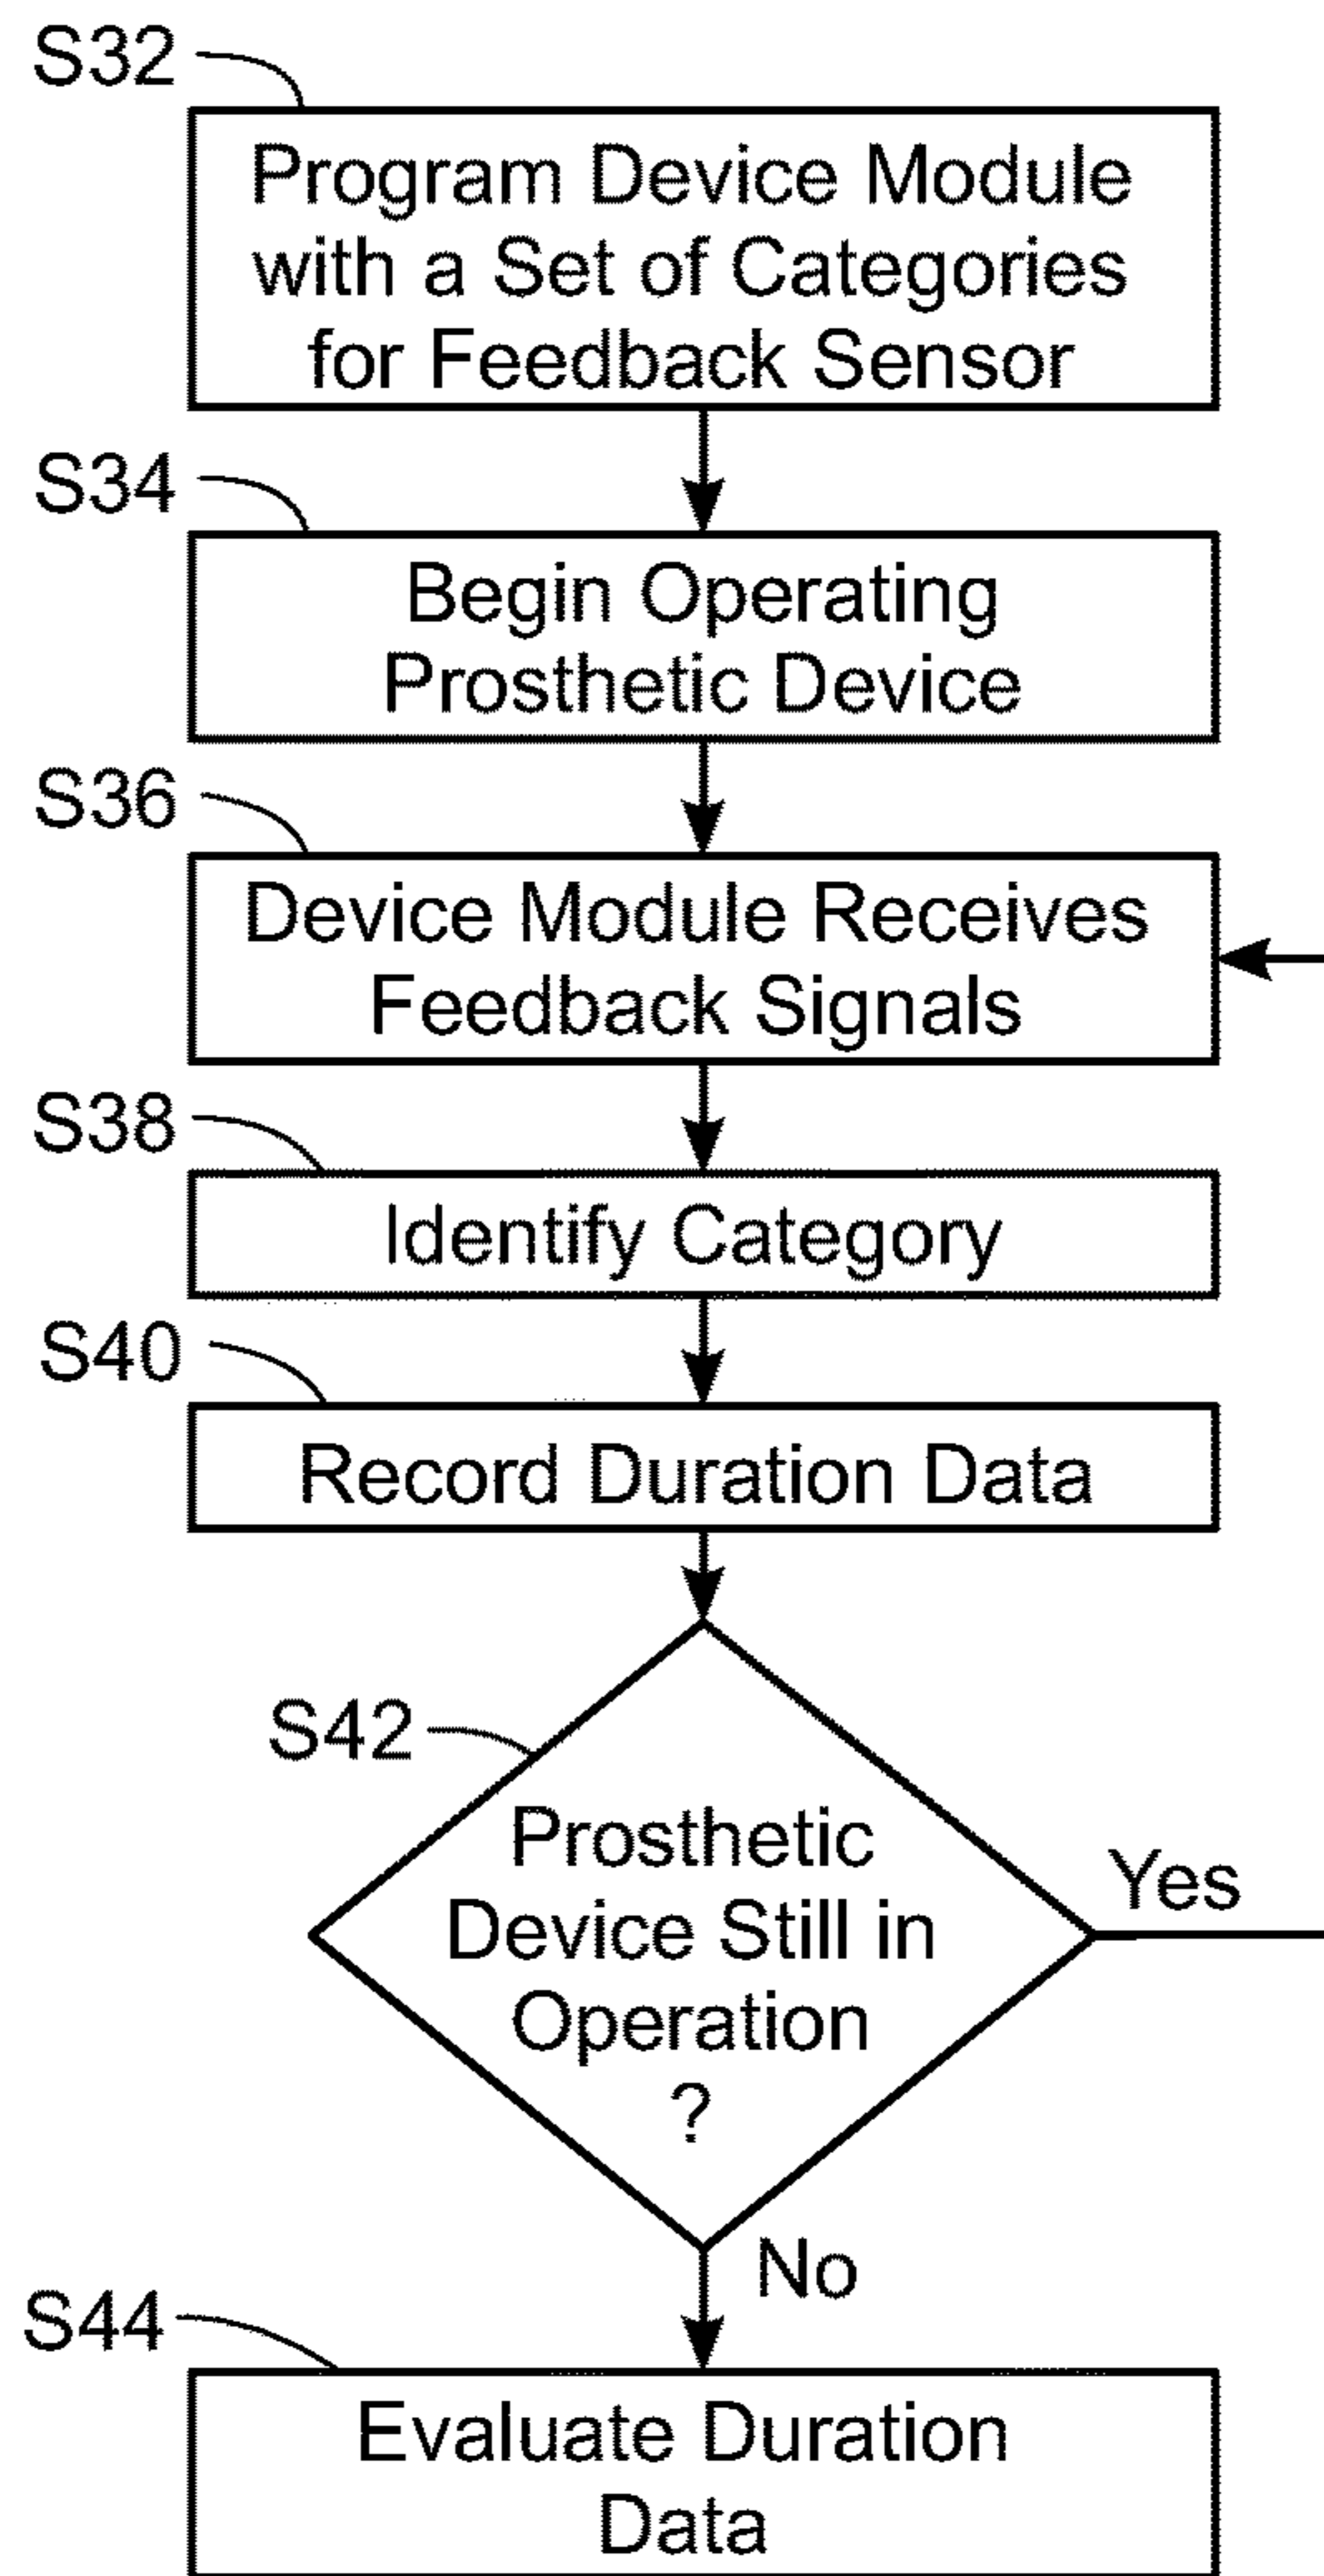 S32
Program Device Module
with a Set of Categories
for Feedback Sensor
S34
Begin Operating
Prosthetic Device
S36
Device Module Receives
Feedback Signals
S38
Identify Category
S40
Record Duration Data
S42
Prosthetic
Device Still in
Operation
?
Yes
No
S44
Evaluate Duration
Data